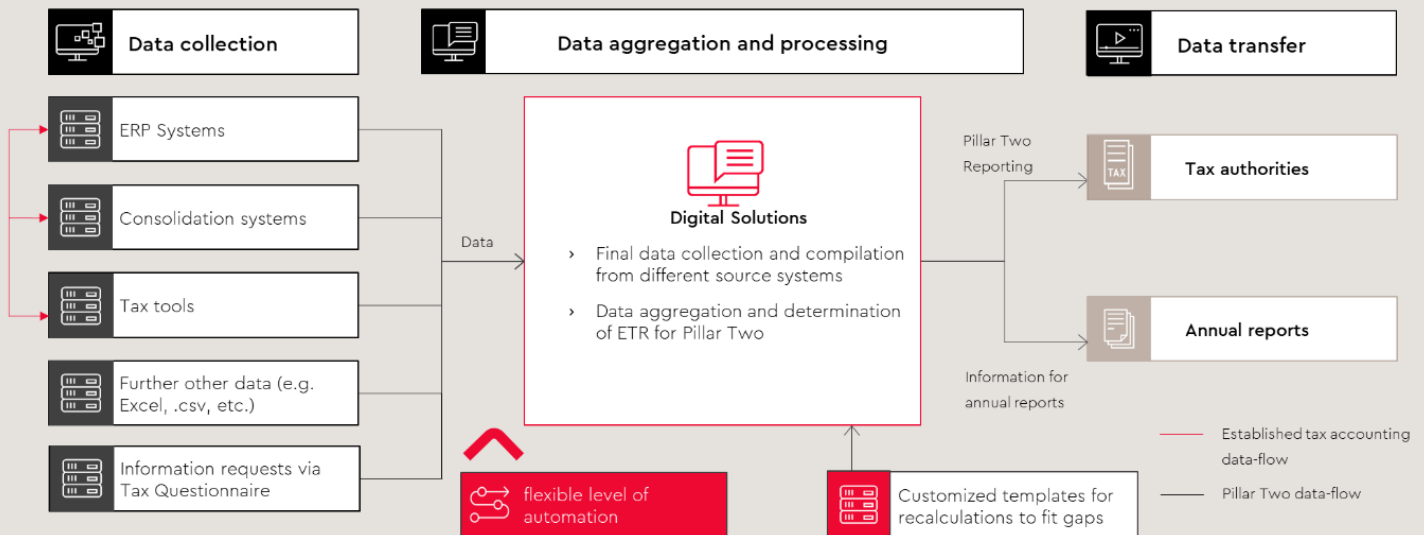 Data collection
Data aggregation and processing
Data transfer
ERP Systems
Consolidation systems
Tax tools
Further other data (e.g.
Excel, .csv, etc.)
Information requests via
Tax Questionnaire
Data
Digital Solutions
› Final data collection and compilation
from different source systems
› Data aggregation and determination
of ETR for Pillar Two
flexible level of
automation
Customized templates for
recalculations to fit gaps
Pillar Two
Reporting
TAX
Tax authorities
Annual reports
Information for
annual reports
Established tax accounting
data-flow
Pillar Two data-flow